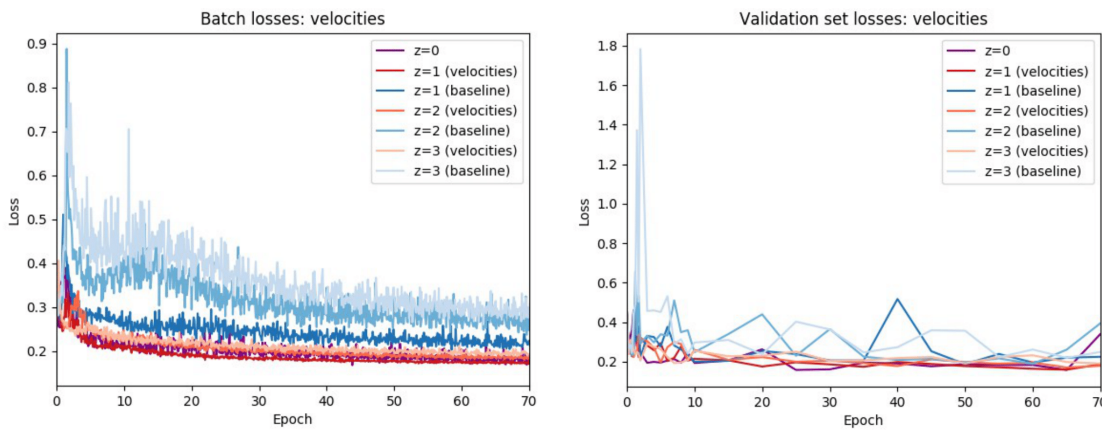 Batch losses: velocities
Loss
0.9
0.8
0.7
0.6
0.5
0.4
0.3
0.2
z=0
z=1 (velocities)
z=1 (baseline)
z=2 (velocities)
z=2 (baseline)
z=3 (velocities)
z=3 (baseline)
0 10 20 30 40 50 60 70
Epoch
Validation set losses: velocities
Loss
1.8
1.6
1.4
1.2
1.0
0.8
0.6
0.4
0.2
z=0
z=1 (velocities)
z=1 (baseline)
z=2 (velocities)
z=2 (baseline)
z=3 (velocities)
z=3 (baseline)
0 10 20 30 40 50 60 70
Epoch